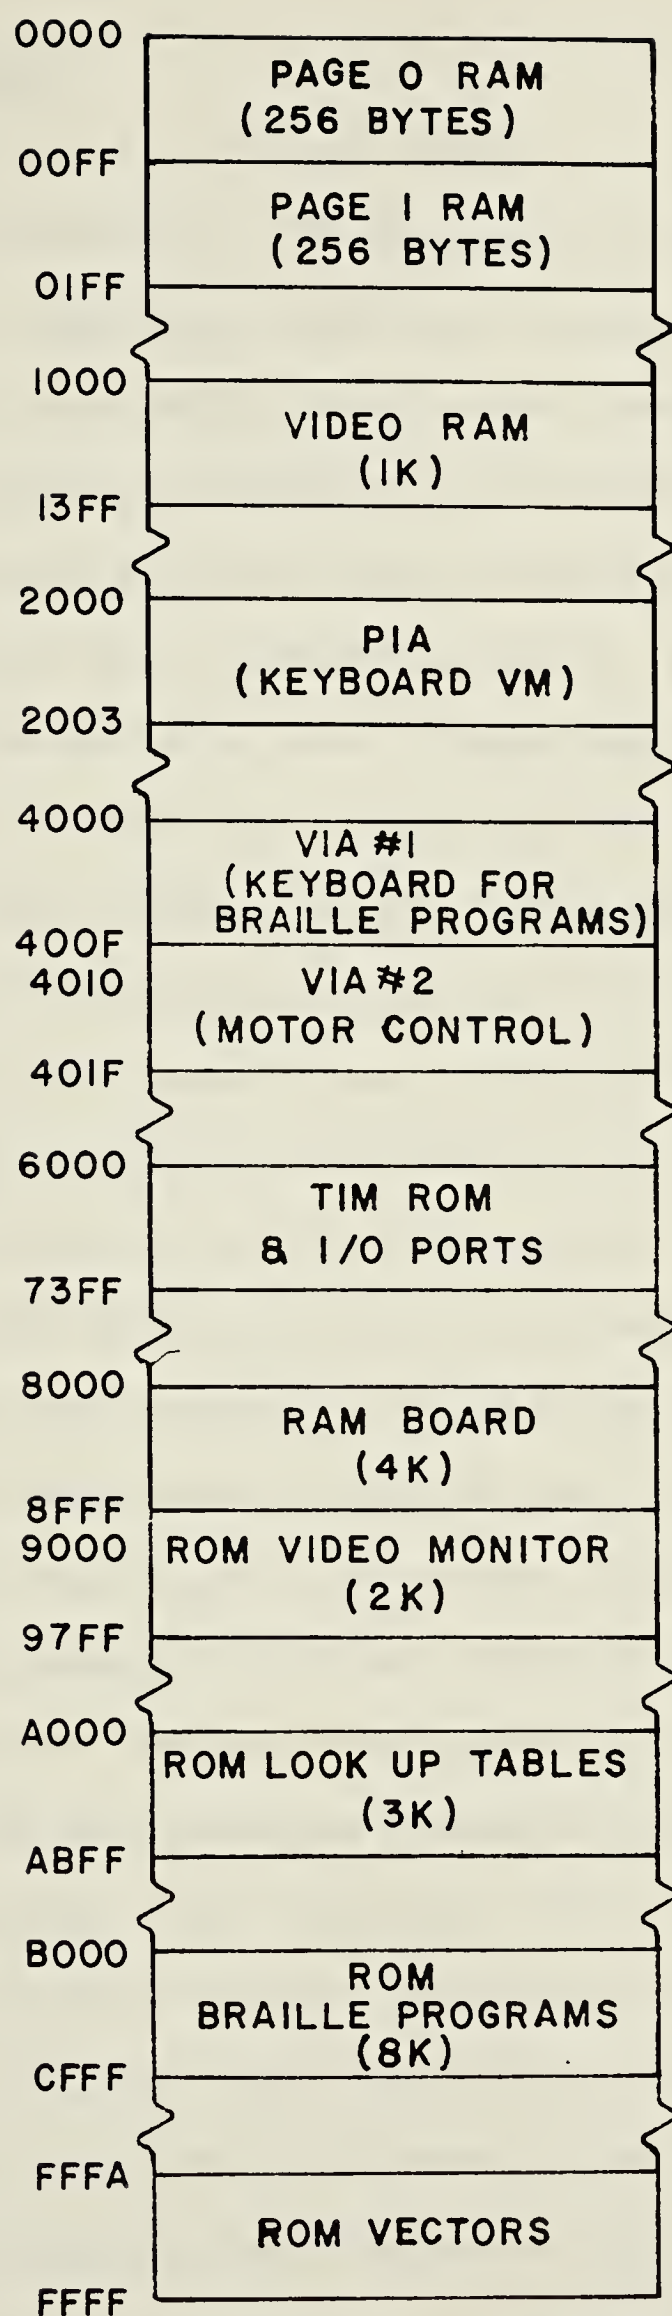 0000
PAGE 0 RAM
(256 BYTES)
00FF
PAGE 1 RAM
(256 BYTES)
01FF
1000
VIDEO RAM
(1K)
13FF
2000
PIA
(KEYBOARD VM)
2003
4000
VIA #1
(KEYBOARD FOR
BRAILLE PROGRAMS)
400F
4010 VIA #2
(MOTOR CONTROL)
401F
6000
TIM ROM
& I/O PORTS
73FF
8000
RAM BOARD
(4K)
8FFF
9000 ROM VIDEO MONITOR
(2K)
97FF
A000
ROM LOOK UP TABLES
(3K)
ABFF
B000
ROM
BRAILLE PROGRAMS
(8K)
CFFF
FFFA
ROM VECTORS
FFFF